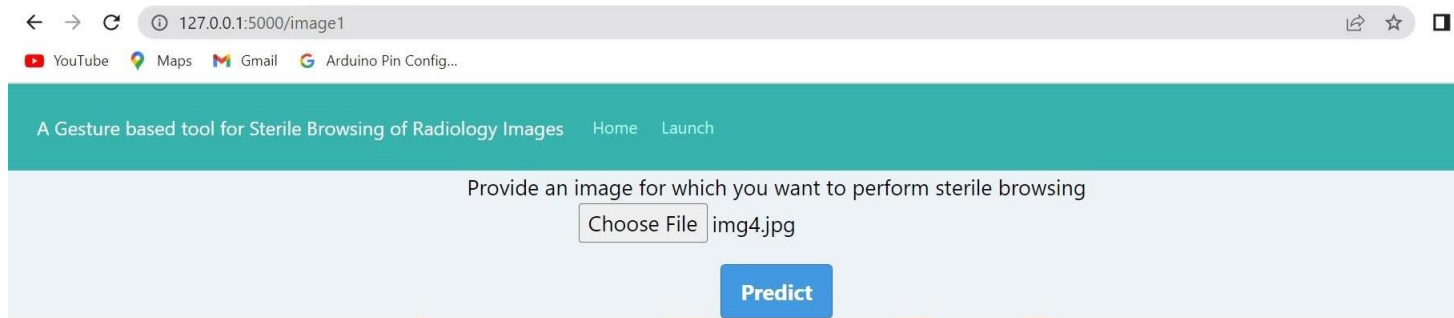 127.0.0.1:5000/image1
YouTube Maps Gmail Arduino Pin Config...
A Gesture based tool for Sterile Browsing of Radiology Images Home Launch
Provide an image for which you want to perform sterile browsing
Choose File img4.jpg
Predict